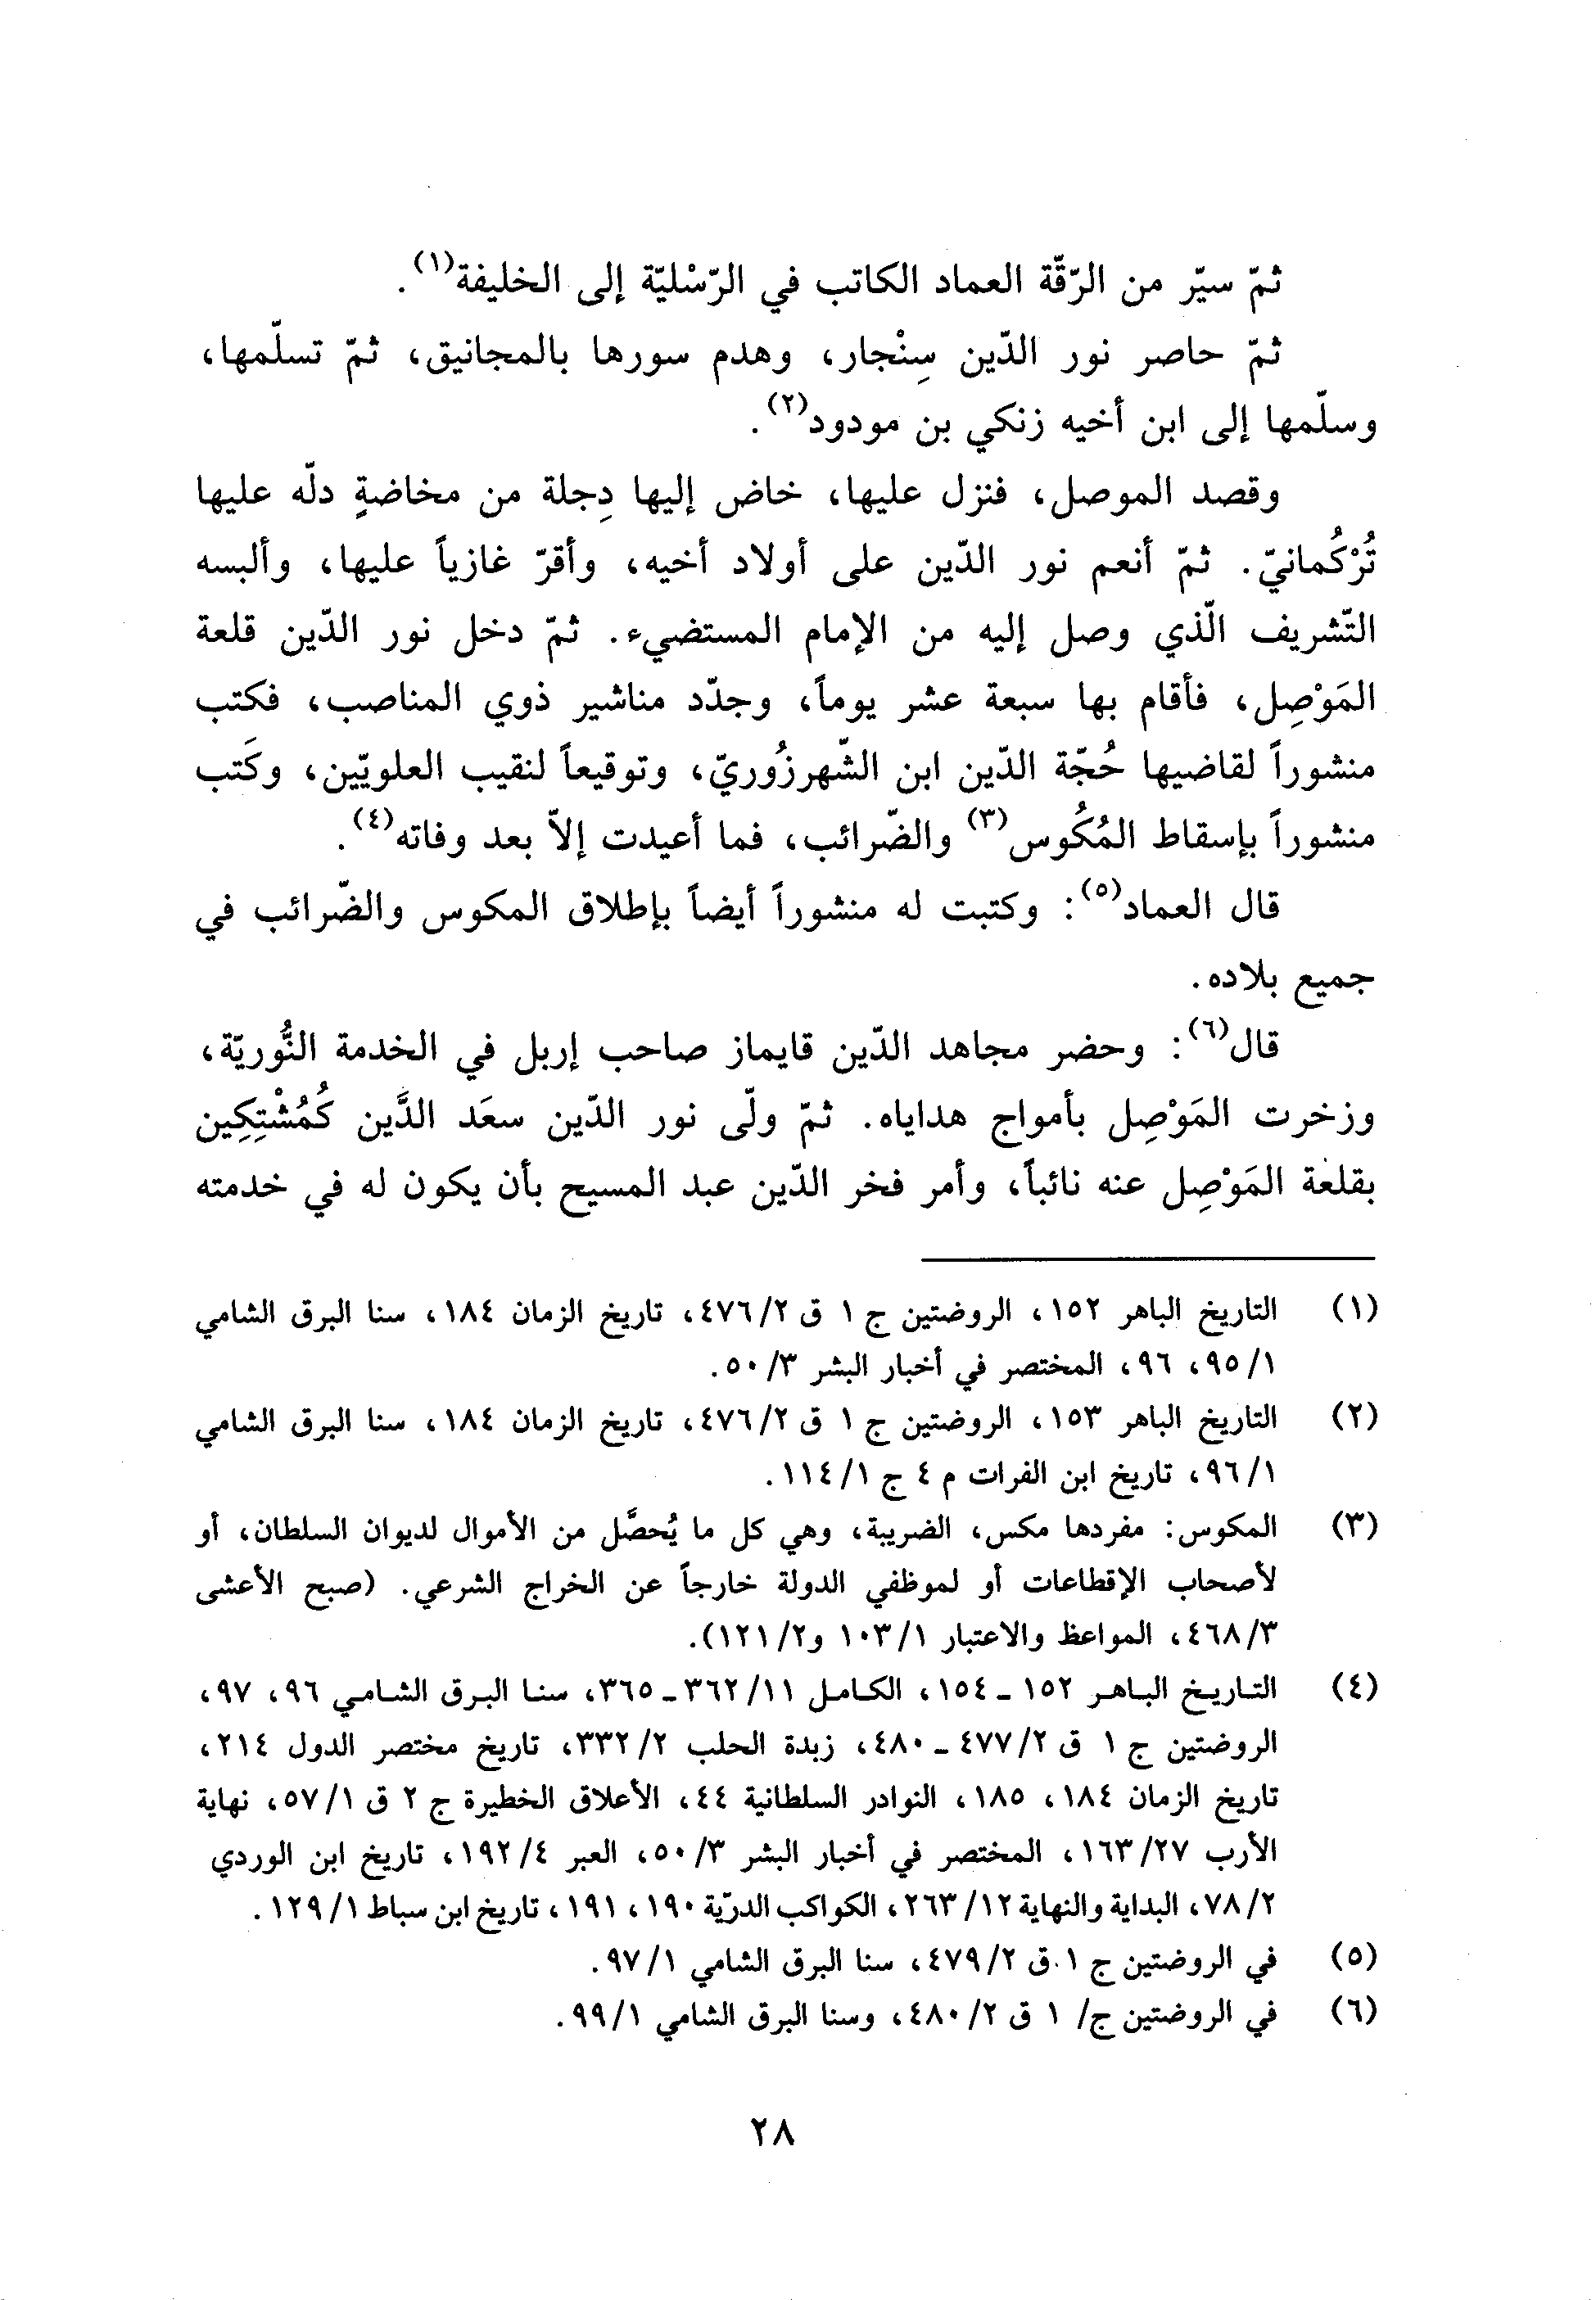 ثمّ سيّر من الرّقّة العماد الكاتب في الرّسْليّة إلى الخليفة(١).
ثمّ حاصر نور الدّين سِنْجار، وهدم سورها بالمجانيق، ثمّ تسلّمها،
وسلّمها إلى ابن أخيه زنكي بن مودود(٢).
وقصد الموصل، فنزل عليها، خاض إليها دِجلة من مخاضةٍ دلّه عليها
تُرْكُمانيّ. ثمّ أنعم نور الدّين على أولاد أخيه، وأقرّ غازياً عليها، وألبسه
التّشريف الّذي وصل إليه من الإمام المستضيء. ثمّ دخل نور الدّين قلعة
المَوْصِل، فأقام بها سبعة عشر يوماً، وجدّد مناشير ذوي المناصب، فكتب
منشوراً لقاضيها حُجّة الدّين ابن الشّهرزُوريّ، وتوقيعاً لنقيب العلويّين، وكَتب
منشوراً بإسقاط المُكُوس(٣) والضّرائب، فما أعيدت إلاّ بعد وفاته(٤).
قال العماد(٥): وكتبت له منشوراً أيضاً بإطلاق المكوس والضّرائب في
جميع بلاده.
قال(٦): وحضر مجاهد الدّين قايماز صاحب إربل في الخدمة النُّوريّة،
وزخرت المَوْصِل بأمواج هداياه. ثمّ ولّى نور الدّين سعَد الدَّين كُمُشْتِكِين
بقلعة المَوْصِل عنه نائباً، وأمر فخر الدّين عبد المسيح بأن يكون له في خدمته
(١) التاريخ الباهر ١٥٢، الروضتين ج ١ ق ٤٧٦/٢، تاريخ الزمان ١٨٤، سنا البرق الشامي
٩٥/١، ٩٦، المختصر في أخبار البشر ٥٠/٣.
(٢) التاريخ الباهر ١٥٣، الروضتين ج ١ ق ٤٧٦/٢، تاريخ الزمان ١٨٤، سنا البرق الشامي
٩٦/١، تاريخ ابن الفرات م ٤ ج ١١٤/١.
(٣) المكوس: مفردها مكس، الضريبة، وهي كل ما يُحصَّل من الأموال لديوان السلطان، أو
لأصحاب الإقطاعات أو لموظفي الدولة خارجاً عن الخراج الشرعي. (صبح الأعشى
٤٦٨/٣، المواعظ والاعتبار ١٠٣/١ و١٢١/٢).
(٤) التاريخ الباهر ١٥٢ ـ ١٥٤، الكامل ٣٦٢/١١ ـ ٣٦٥، سنا البرق الشامي ٩٦، ٩٧،
الروضتين ج ١ ق ٤٧٧/٢ ـ ٤٨٠، زبدة الحلب ٣٣٢/٢، تاريخ مختصر الدول ٢١٤،
تاريخ الزمان ١٨٤، ١٨٥، النوادر السلطانية ٤٤، الأعلاق الخطيرة ج ٢ ق ٥٧/١، نهاية
الأرب ١٦٣/٢٧، المختصر في أخبار البشر ٥٠/٣، العبر ١٩٢/٤، تاريخ ابن الوردي
٧٨/٢، البداية والنهاية ٢٦٣/١٢، الكواكب الدرّية ١٩٠، ١٩١، تاريخ ابن سباط ١٢٩/١.
(٥) في الروضتين ج ١ ق ٤٧٩/٢، سنا البرق الشامي ٩٧/١.
(٦) في الروضتين ج/ ١ ق ٤٨٠/٢، وسنا البرق الشامي ٩٩/١.
٢٨